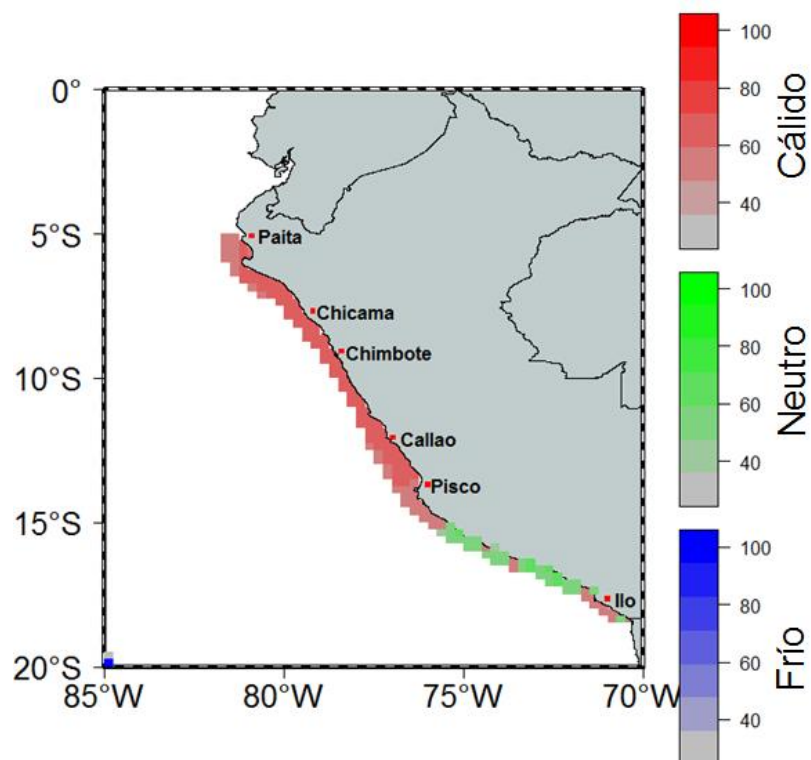 0°
5°S
10°S
15°S
20°S
85°W
80°W
75°W
70°W
Paita
Chicama
Chimbote
Callao
Pisco
Ilo
100
80
60
40
Cálido
100
80
60
40
Neutro
100
80
60
40
Frío